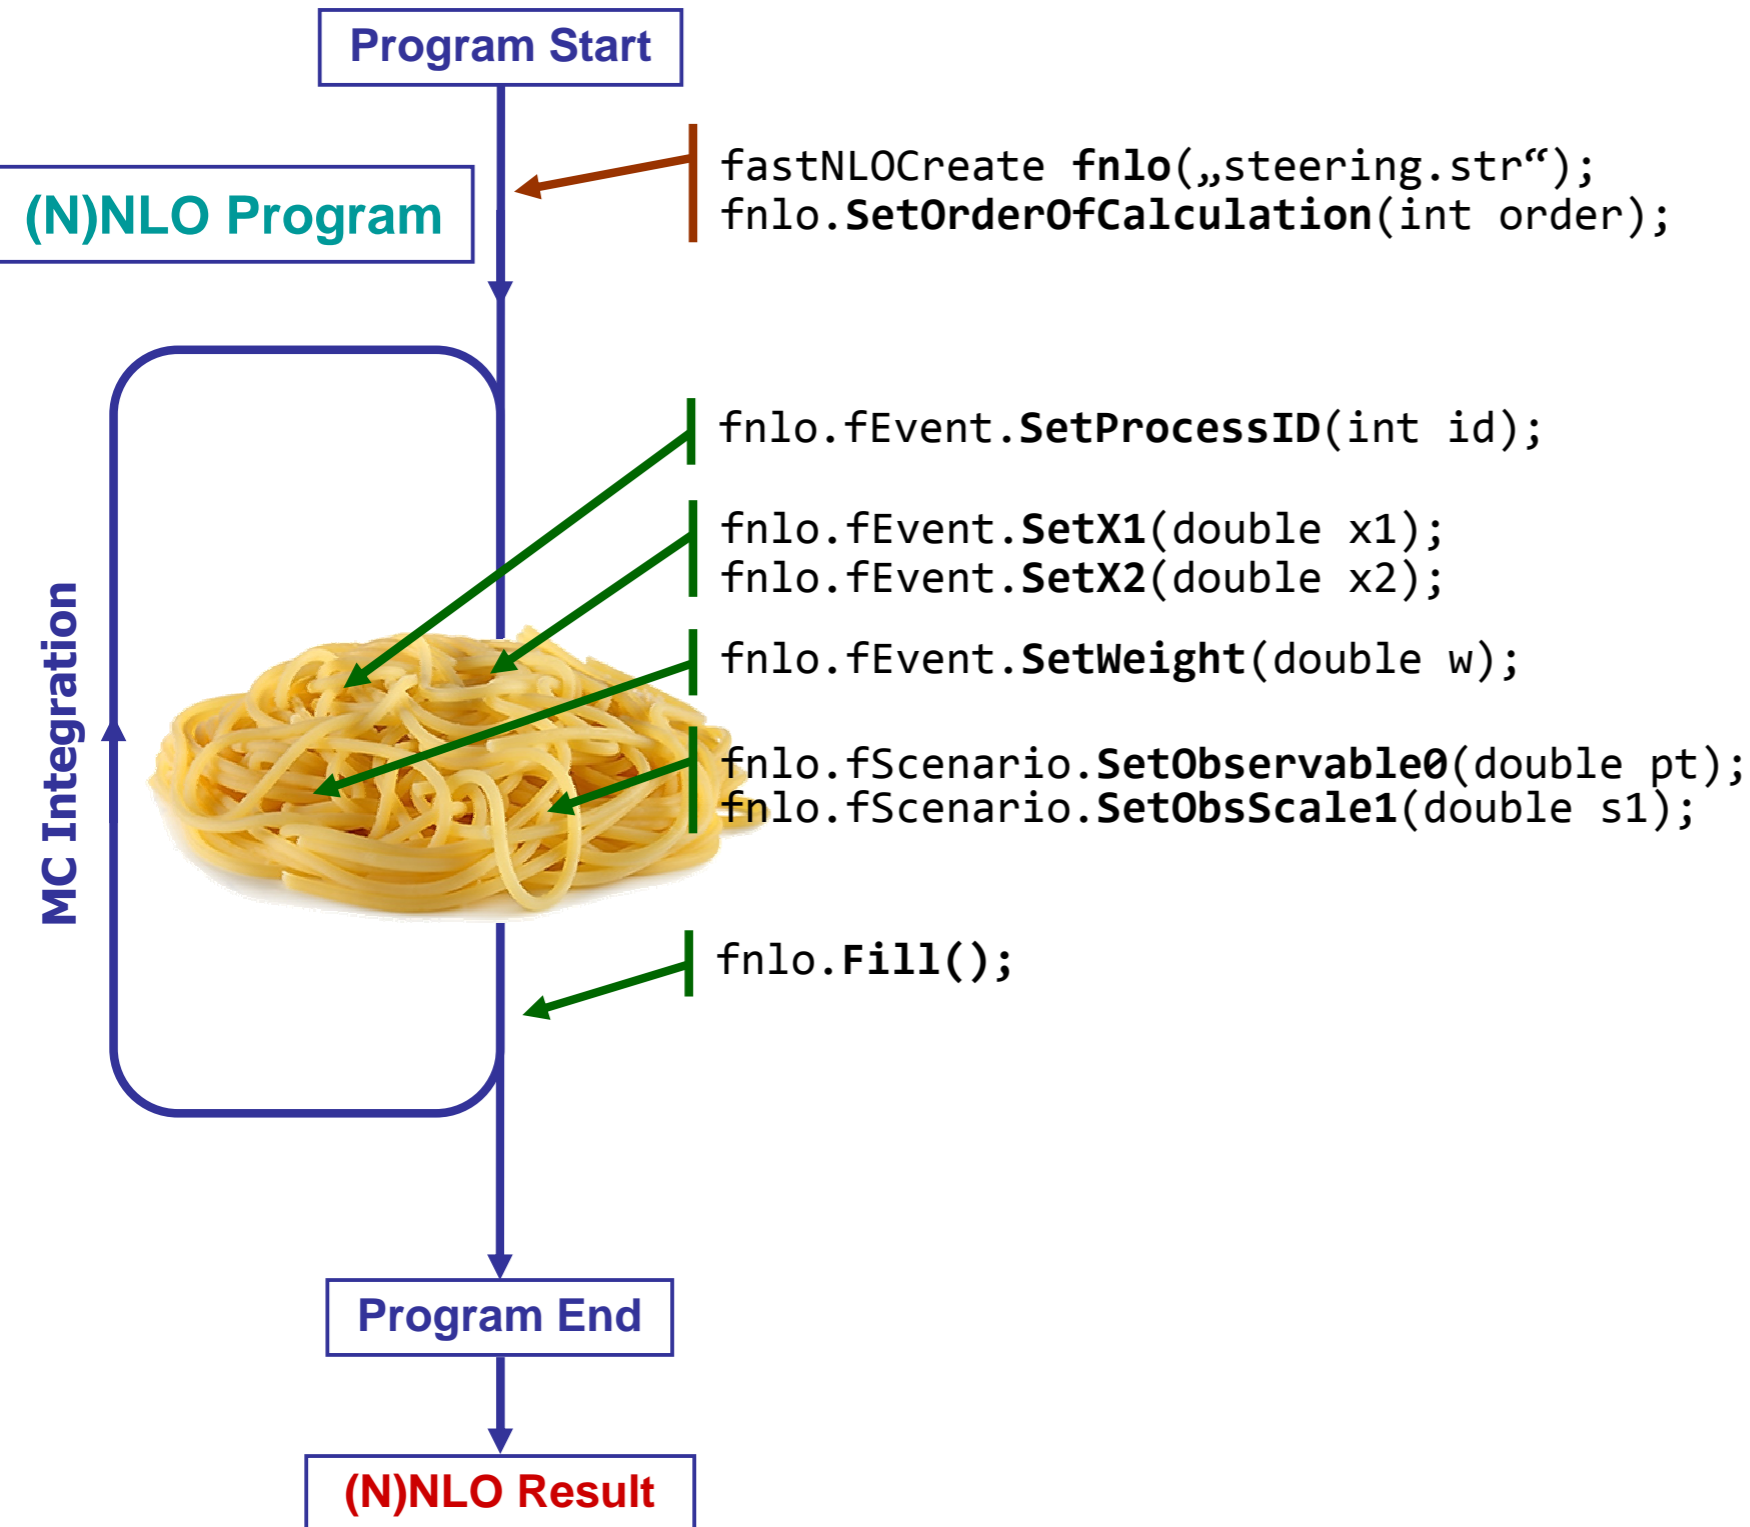 Program Start
fastNLOCreate fnlo(„steering.str“);
fnlo.SetOrderOfCalculation(int order);
(N)NLO Program
fnlo.fEvent.SetProcessID(int id);
fnlo.fEvent.SetX1(double x1);
fnlo.fEvent.SetX2(double x2);
MC Integration
fnlo.fEvent.SetWeight(double w);
fnlo.fScenario.SetObservable0(double pt);
fnlo.fScenario.SetObsScale1(double s1);
fnlo.Fill();
Program End
(N)NLO Result